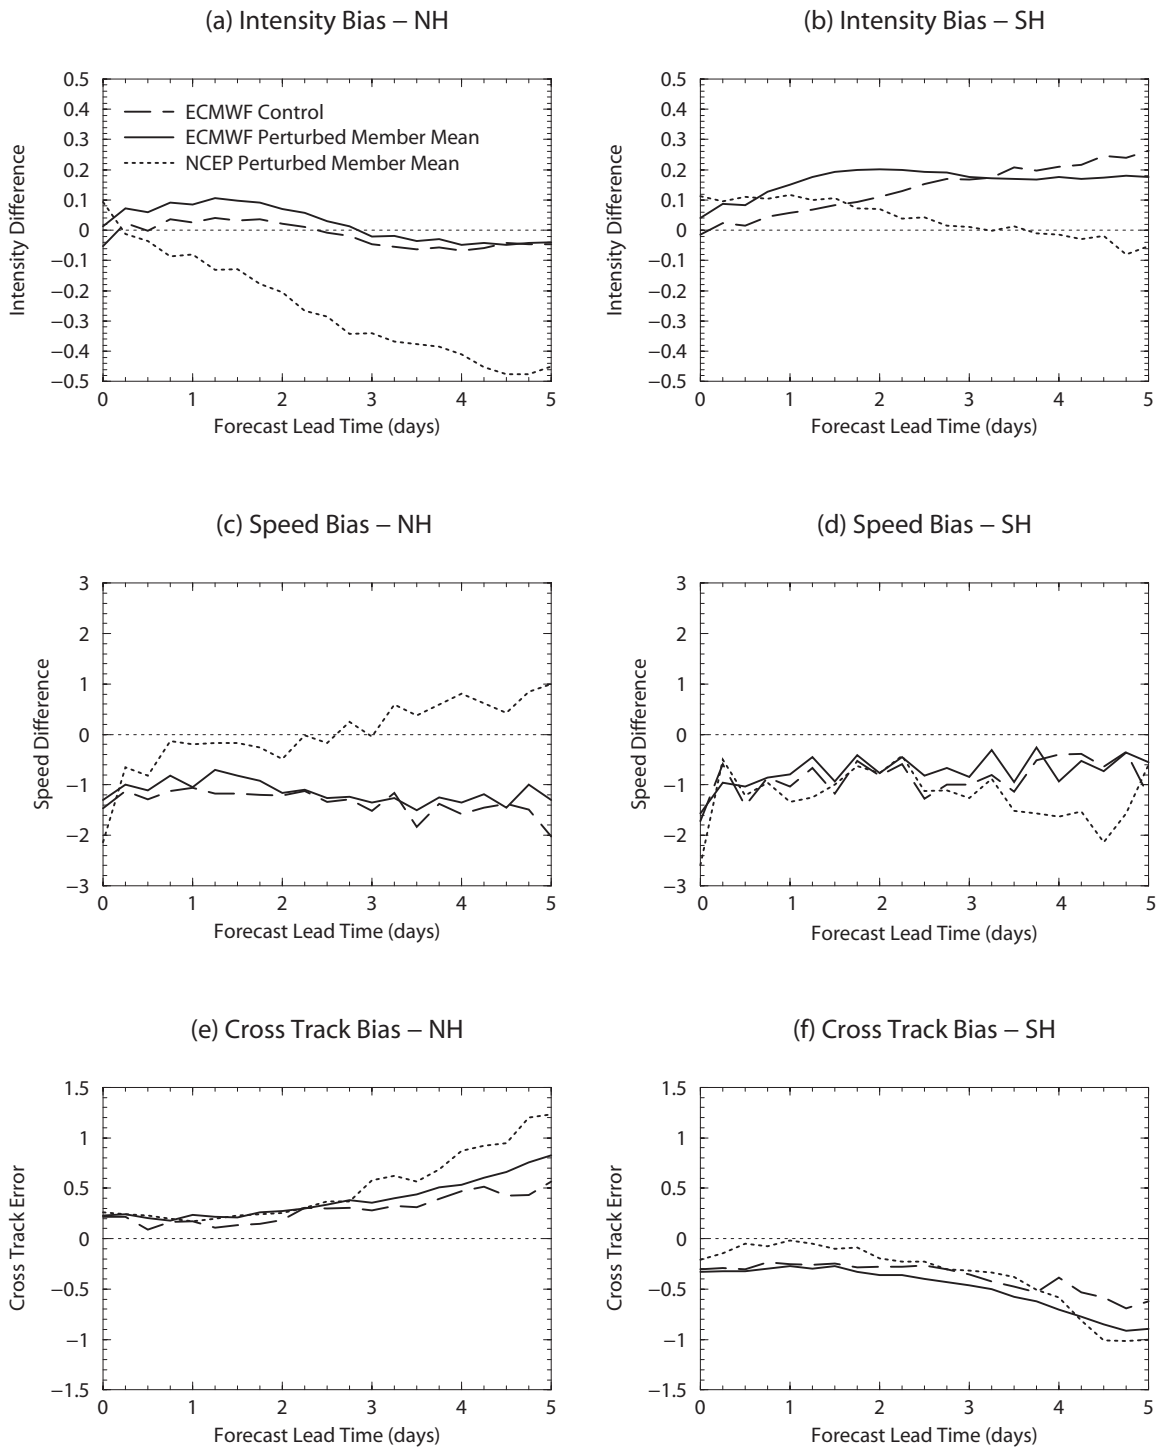 (a) Intensity Bias – NH
0.5
0.4
0.3
0.2
0.1
0
−0.1
−0.2
−0.3
−0.4
−0.5
Intensity Difference
ECMWF Control
ECMWF Perturbed Member Mean
NCEP Perturbed Member Mean
0 1 2 3 4 5
Forecast Lead Time (days)
(b) Intensity Bias – SH
0.5
0.4
0.3
0.2
0.1
0
−0.1
−0.2
−0.3
−0.4
−0.5
Intensity Difference
0 1 2 3 4 5
Forecast Lead Time (days)
(c) Speed Bias – NH
3
2
1
0
−1
−2
−3
Speed Difference
0 1 2 3 4 5
Forecast Lead Time (days)
(d) Speed Bias – SH
3
2
1
0
−1
−2
−3
Speed Difference
0 1 2 3 4 5
Forecast Lead Time (days)
(e) Cross Track Bias – NH
1.5
1
0.5
0
−0.5
−1
−1.5
Cross Track Error
0 1 2 3 4 5
Forecast Lead Time (days)
(f) Cross Track Bias – SH
1.5
1
0.5
0
−0.5
−1
−1.5
Cross Track Error
0 1 2 3 4 5
Forecast Lead Time (days)